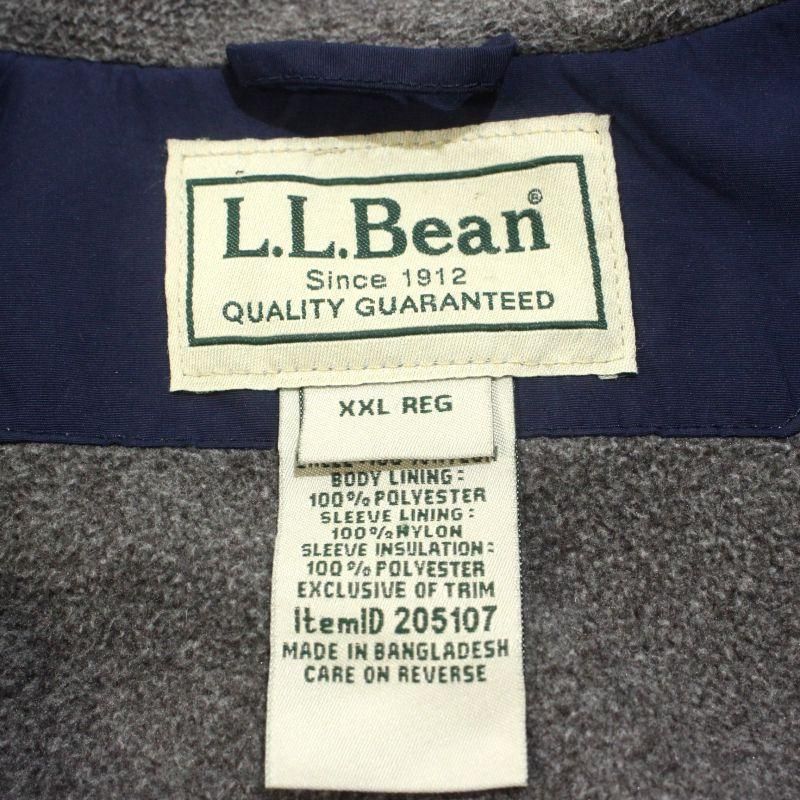 L.L.Bean®
Since 1912
QUALITY GUARANTEED
XXL REG
BODY LINING:
100% POLYESTER
SLEEVE LINING:
100% NYLON
SLEEVE INSULATION:
100% POLYESTER
EXCLUSIVE OF TRIM
ItemID 205107
MADE IN BANGLADESH
CARE ON REVERSE